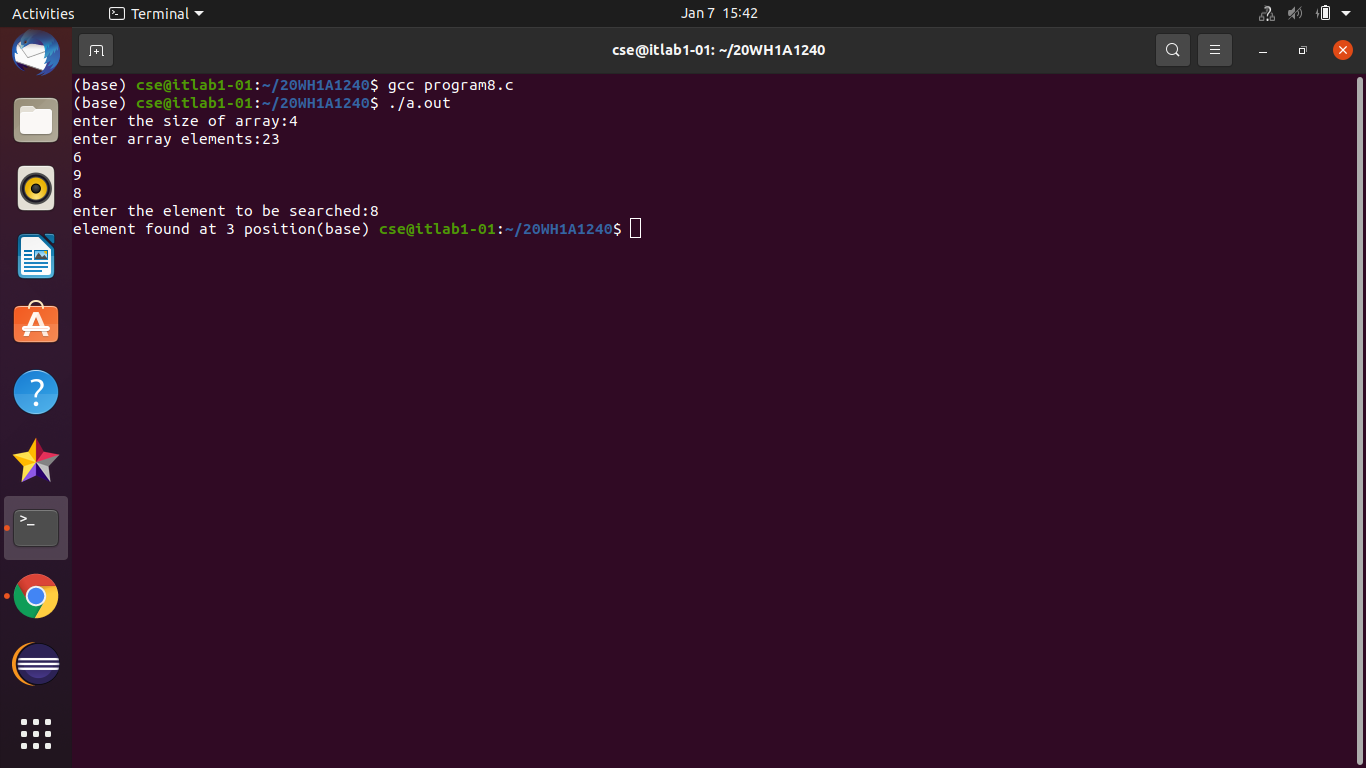 Activities
Terminal
Jan 7 15:42
cse@itlab1-01: ~/20WH1A1240
(base) cse@itlab1-01:~/20WH1A1240$ gcc program8.c
(base) cse@itlab1-01:~/20WH1A1240$ ./a.out
enter the size of array:4
enter array elements:23
6
9
8
enter the element to be searched:8
element found at 3 position(base) cse@itlab1-01:~/20WH1A1240$